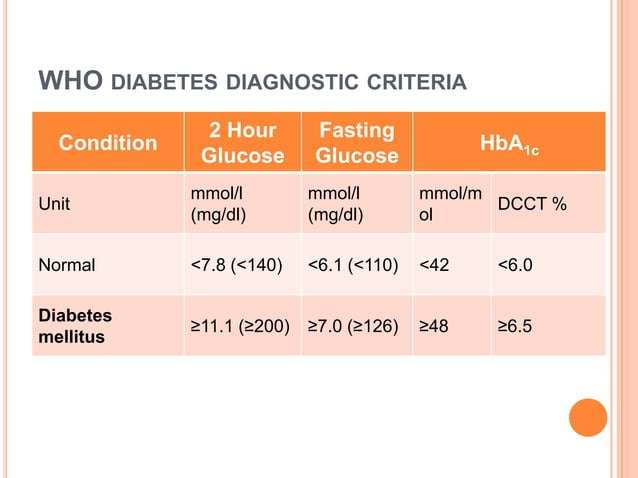 WHO DIABETES DIAGNOSTIC CRITERIA
Condition
2 Hour
Glucose
Fasting
Glucose
HbA1c
Unit
mmol/l
(mg/dl)
mmol/l
(mg/dl)
mmol/m
ol
DCCT %
Normal
<7.8 (<140)
<6.1 (<110)
<42
<6.0
Diabetes
mellitus
≥11.1 (≥200)
≥7.0 (≥126)
≥48
≥6.5